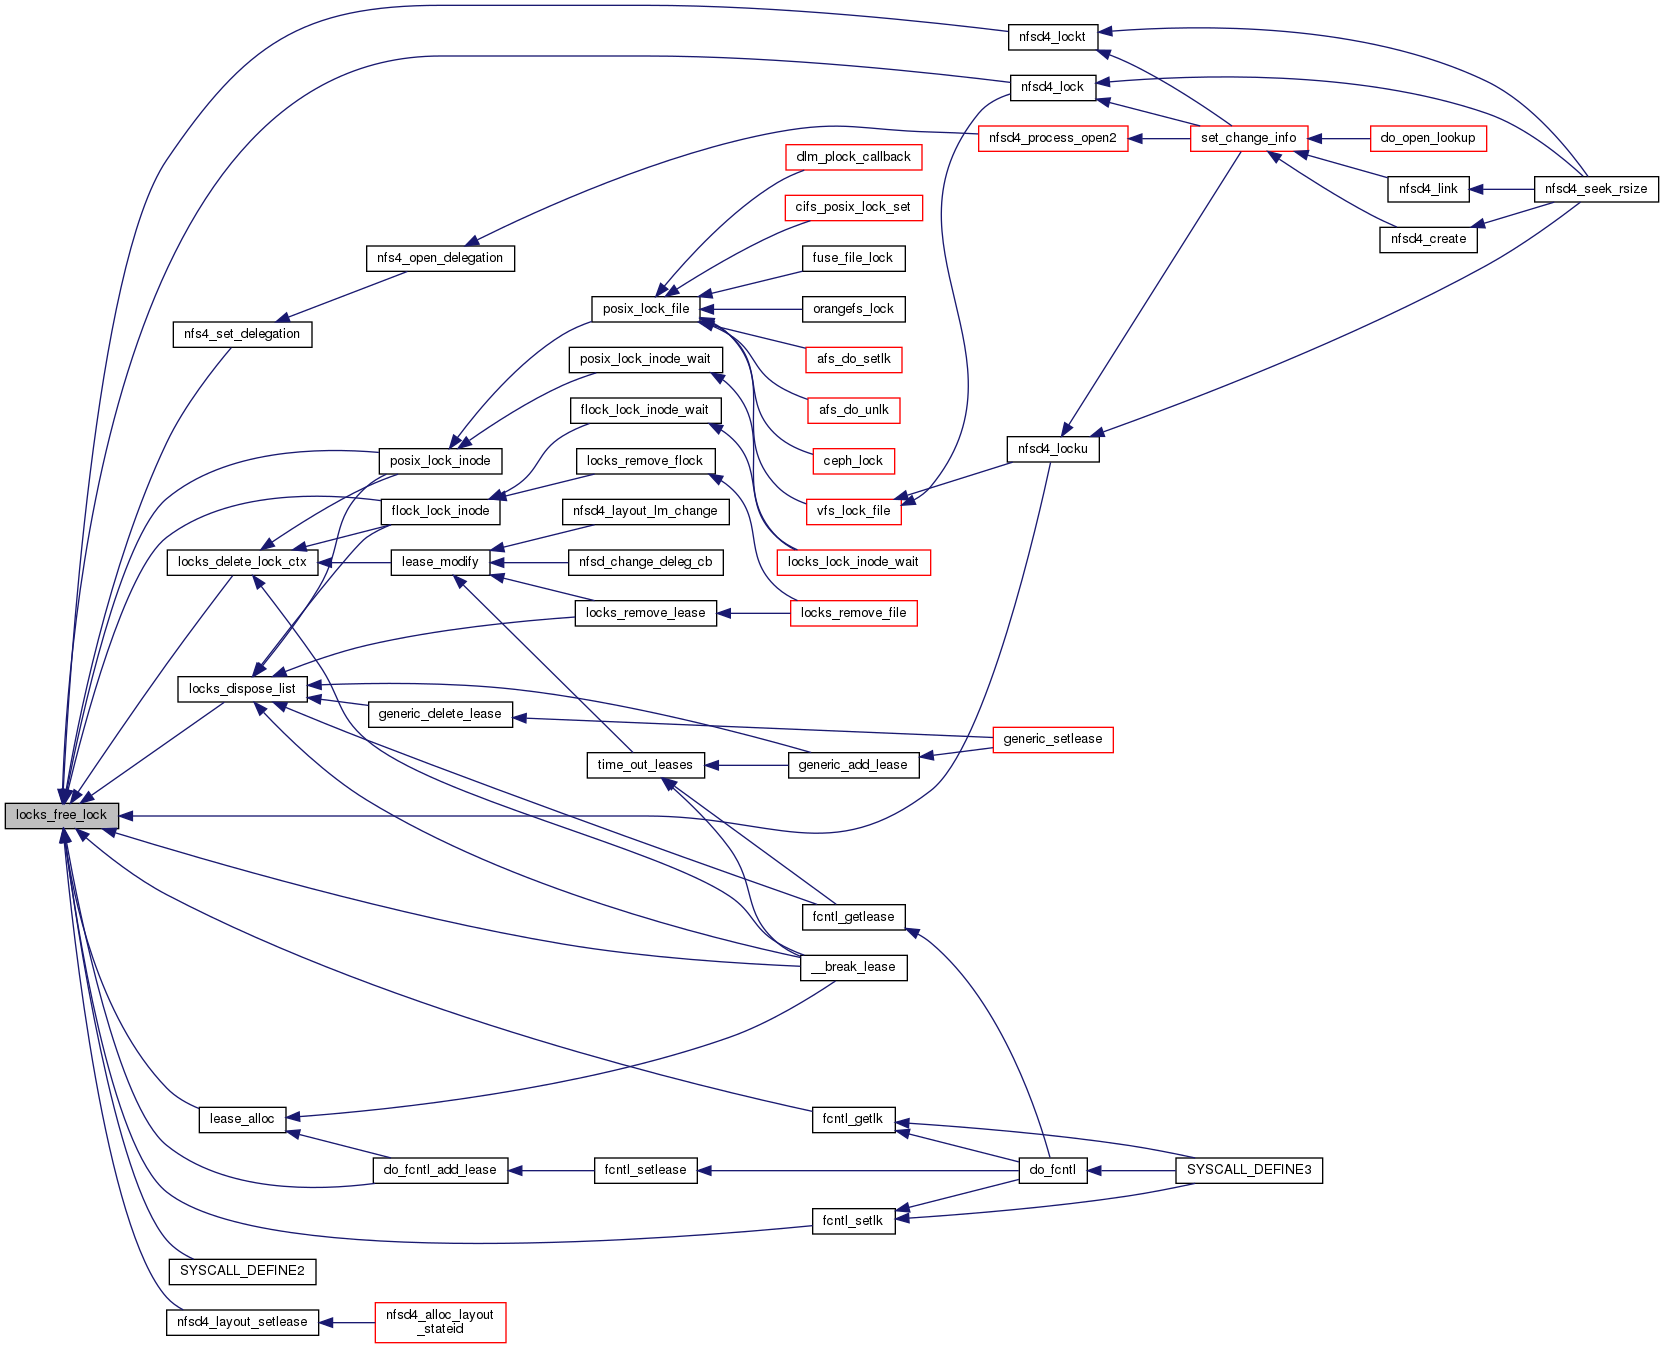 nfsd4_lockt
nfsd4_lock
nfsd4_process_open2
set_change_info
do_open_lookup
dlm_plock_callback
nfsd4_link
nfsd4_seek_rsize
cifs_posix_lock_set
nfsd4_create
nfs4_open_delegation
fuse_file_lock
posix_lock_file
orangefs_lock
nfs4_set_delegation
posix_lock_inode_wait
afs_do_setlk
flock_lock_inode_wait
afs_do_unlk
nfsd4_locku
posix_lock_inode
locks_remove_flock
ceph_lock
flock_lock_inode
nfsd4_layout_lm_change
vfs_lock_file
locks_delete_lock_ctx
lease_modify
nfsd_change_deleg_cb
locks_lock_inode_wait
locks_remove_lease
locks_remove_file
locks_dispose_list
generic_delete_lease
generic_setlease
time_out_leases
generic_add_lease
locks_free_lock
fcntl_getlease
__break_lease
lease_alloc
fcntl_getlk
do_fcntl_add_lease
fcntl_setlease
do_fcntl
SYSCALL_DEFINE3
fcntl_setlk
SYSCALL_DEFINE2
nfsd4_layout_setlease
nfsd4_alloc_layout
_stateid